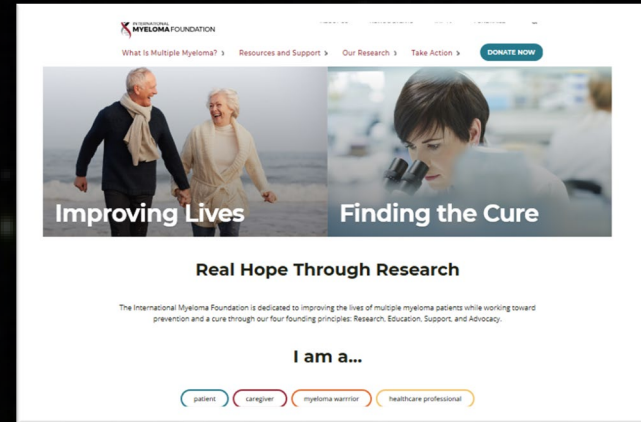 INTERNATIONAL
MYELOMA FOUNDATION
What Is Multiple Myeloma? Resources and Support Our Research Take Action DONATE NOW
Improving Lives Finding the Cure
Real Hope Through Research
The International Myeloma Foundation is dedicated to improving the lives of multiple myeloma patients while working toward
prevention and a cure through our four founding principles: Research, Education, Support, and Advocacy.
I am a...
patient caregiver myeloma warrrior healthcare professional